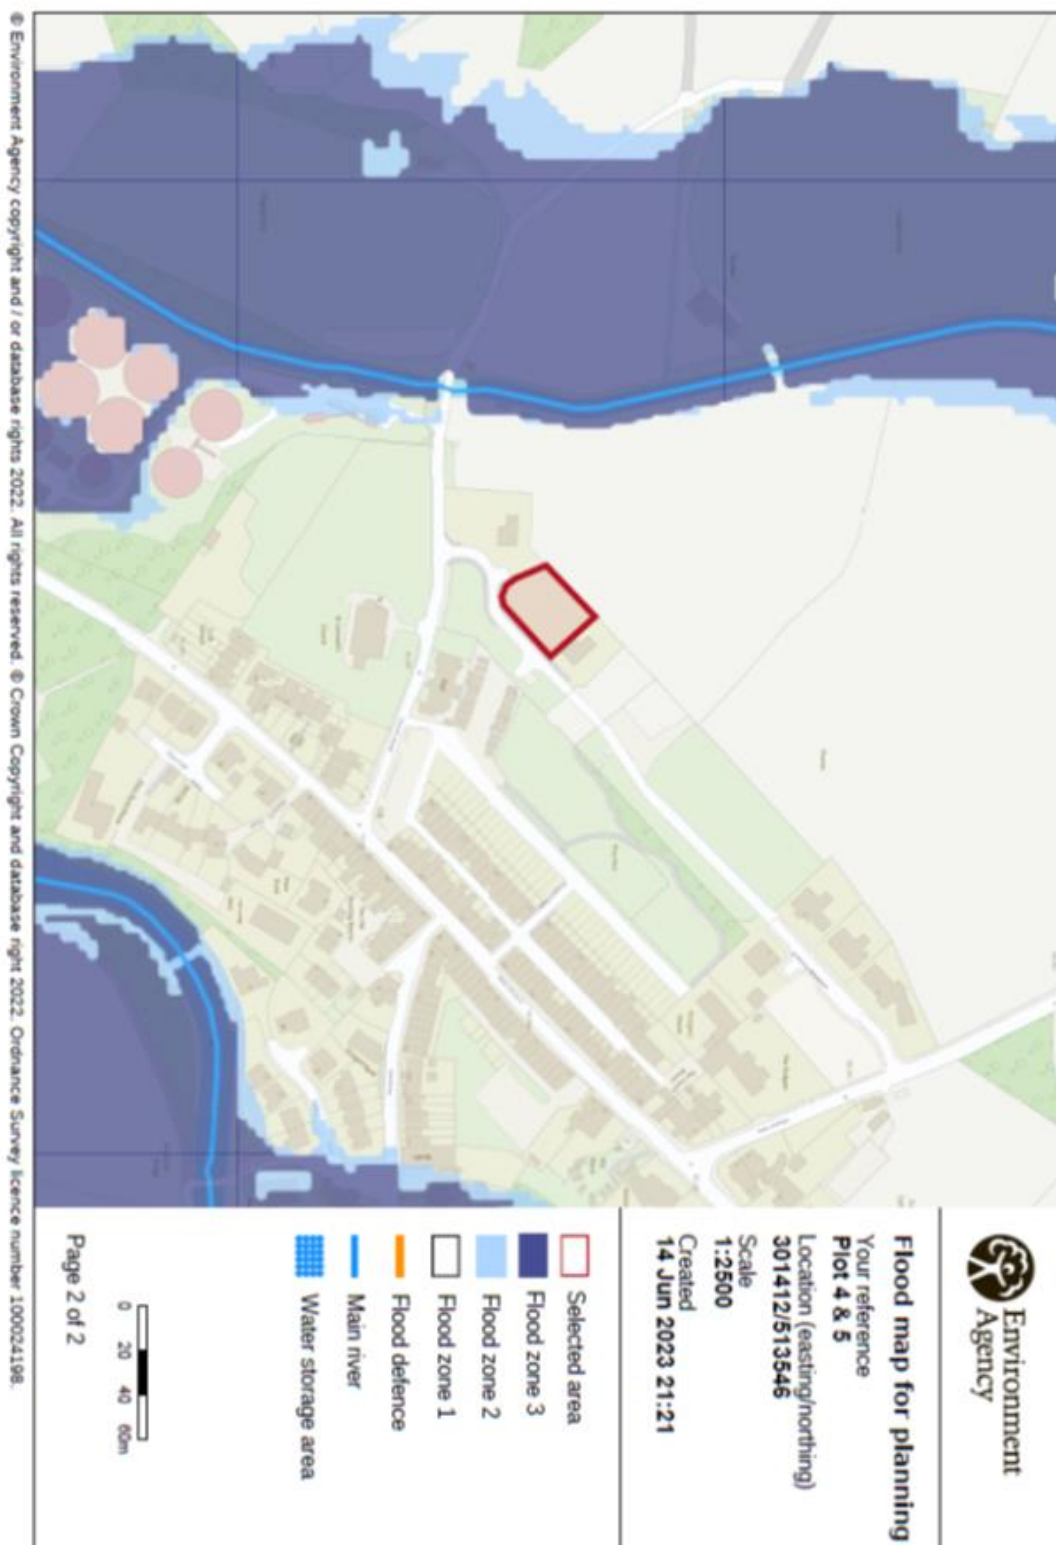 Environment
Agency
Flood map for planning
Your reference
Plot 4 & 5
Location (easting/northing)
301412/513546
Scale
1:2500
Created
14 Jun 2023 21:21
Selected area
Flood zone 3
Flood zone 2
Flood zone 1
Flood defence
Main river
Water storage area
0 20 40 60m
Page 2 of 2
© Environment Agency copyright and / or database rights 2022. All rights reserved. © Crown Copyright and database right 2022. Ordnance Survey licence number 100024198.